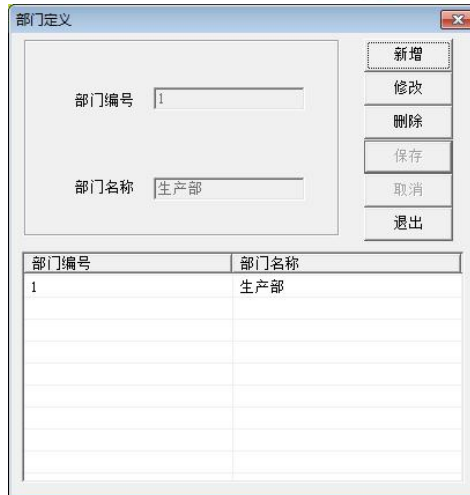 部门定义
部门编号 1
部门名称 生产部
新增
修改
删除
保存
取消
退出
部门编号 部门名称
1 生产部